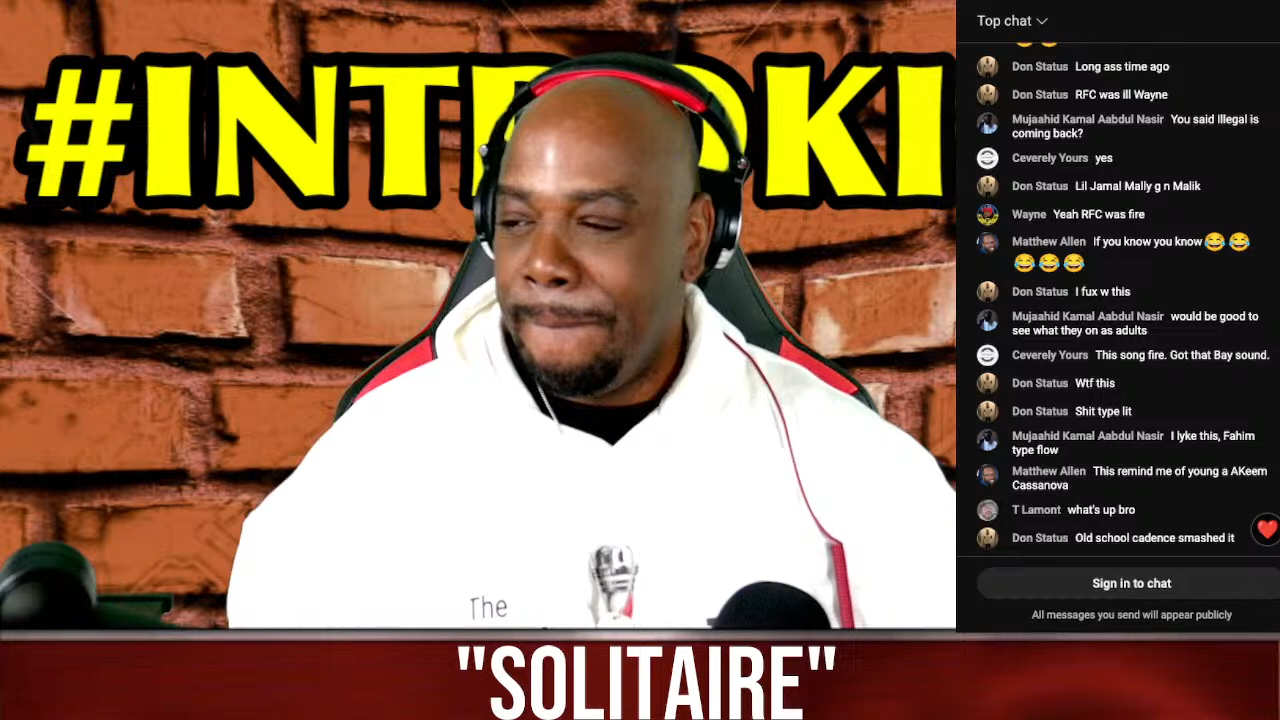 #INTROKI
The
"SOLITAIRE"
Top chat
Don Status Long ass time ago
Don Status RFC was ill Wayne
Mujaahid Kamal Aabdul Nasir You said Illegal is
coming back?
Ceverely Yours yes
Don Status Lil Jamal Mally g n Malik
Wayne Yeah RFC was fire
Matthew Allen If you know you know 😂 😂
😂 😂 😂
Don Status I fux w this
Mujaahid Kamal Aabdul Nasir would be good to
see what they on as adults
Ceverely Yours This song fire. Got that Bay sound.
Don Status Wtf this
Don Status Shit type lit
Mujaahid Kamal Aabdul Nasir I lyke this, Fahim
type flow
Matthew Allen This remind me of young a AKeem
Cassanova
T Lamont what's up bro
Don Status Old school cadence smashed it
Sign in to chat
All messages you send will appear publicly